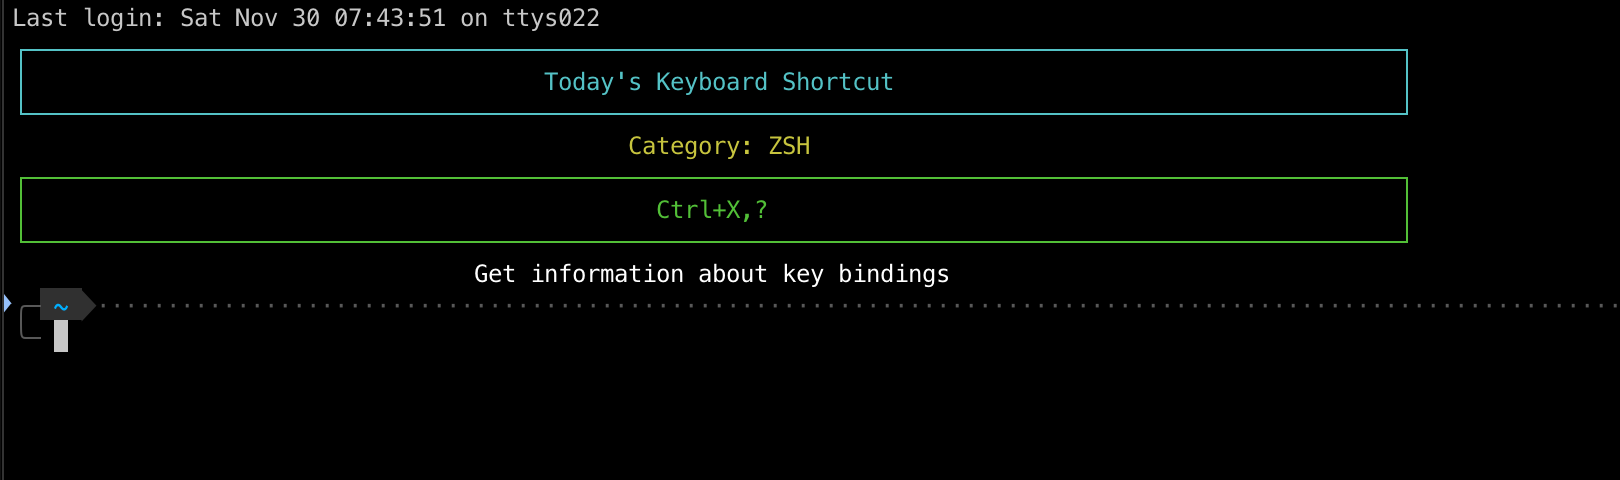 Last login: Sat Nov 30 07:43:51 on ttys022
Today's Keyboard Shortcut
Category: ZSH
Ctrl+X,?
Get information about key bindings
~